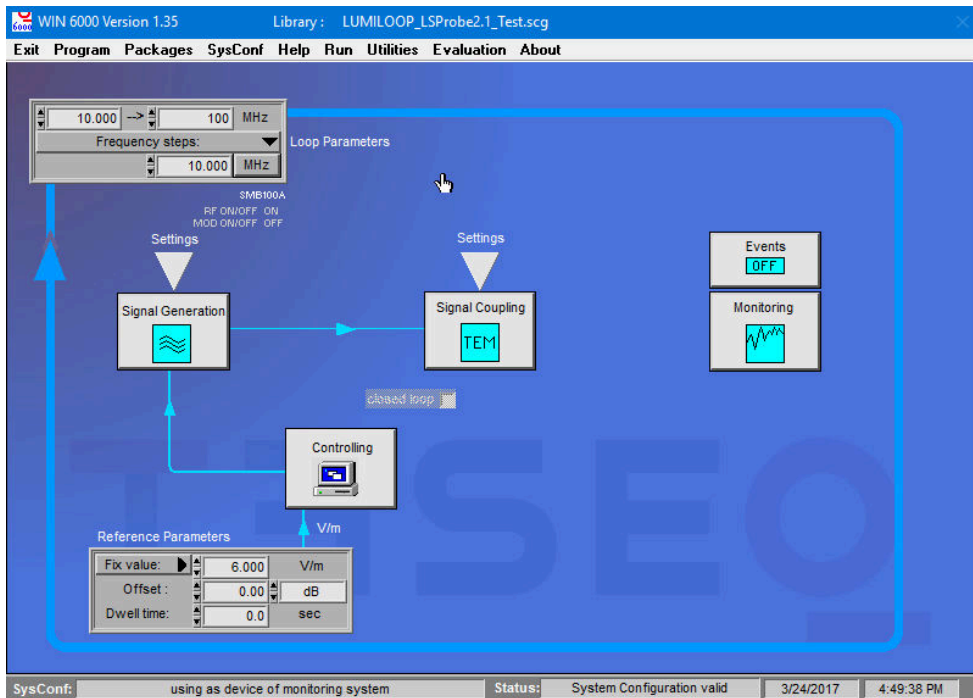 6000 WIN 6000 Version 1.35 Library : LUMILOOP_LSProbe2.1_Test.scg
Exit Program Packages SysConf Help Run Utilities Evaluation About
10.000 --> 100 MHz
Frequency steps:
10.000 MHz
Loop Parameters
SMB100A
RF ON/OFF ON
MOD ON/OFF OFF
Settings
Settings
Signal Generation
Signal Coupling
TEM
Events
OFF
Monitoring
closed loop
Controlling
V/m
TESEQ
Reference Parameters
Fix value: 6.000 V/m
Offset : 0.00 dB
Dwell time: 0.0 sec
SysConf: using as device of monitoring system Status: System Configuration valid 3/24/2017 4:49:38 PM